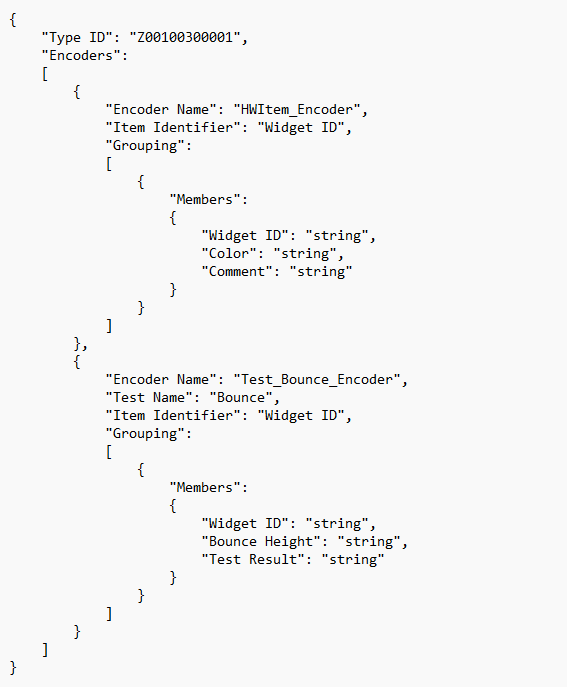 {
    "Type ID": "Z00100300001",
    "Encoders":
    [
        {
            "Encoder Name": "HWItem_Encoder",
            "Item Identifier": "Widget ID",
            "Grouping":
            [
                {
                    "Members":
                    {
                        "Widget ID": "string",
                        "Color": "string",
                        "Comment": "string"
                    }
                }
            ]
        },
        {
            "Encoder Name": "Test_Bounce_Encoder",
            "Test Name": "Bounce",
            "Item Identifier": "Widget ID",
            "Grouping":
            [
                {
                    "Members":
                    {
                        "Widget ID": "string",
                        "Bounce Height": "string",
                        "Test Result": "string"
                    }
                }
            ]
        }
    ]
}